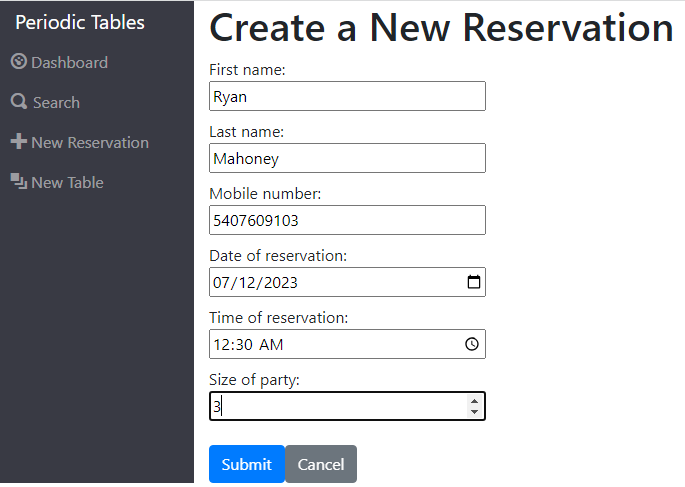 Periodic Tables
Dashboard
Search
New Reservation
New Table
Create a New Reservation
First name:
Ryan
Last name:
Mahoney
Mobile number:
5407609103
Date of reservation:
07/12/2023
Time of reservation:
12:30 AM
Size of party:
3
Submit Cancel